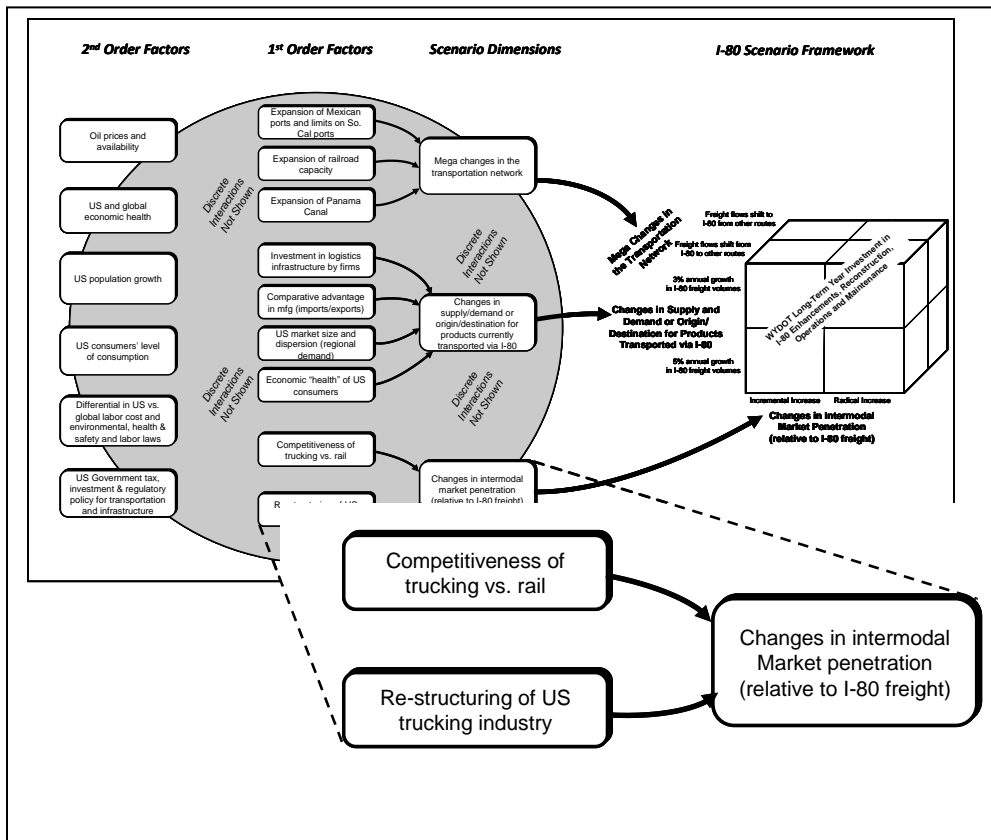 2nd Order Factors
1st Order Factors
Scenario Dimensions
I-80 Scenario Framework
Oil prices and
availability
US and global
economic health
US population growth
US consumers' level
of consumption
Differential in US vs.
global labor cost and
environmental, health &
safety and labor laws
US Government tax,
investment & regulatory
policy for transportation
and infrastructure
Expansion of Mexican
ports and limits on So.
Cal ports
Expansion of railroad
capacity
Expansion of Panama
Canal
Investment in logistics
infrastructure by firms
Comparative advantage
in mfg (imports/exports)
US market size and
dispersion (regional
demand)
Economic "health" of US
consumers
Competitiveness of
trucking vs. rail
Discrete
Interactions
Not Shown
Discrete
Interactions
Not Shown
Discrete
Interactions
Not Shown
Discrete
Interactions
Not Shown
Mega changes in the
transportation network
Changes in
supply/demand or
origin/destination for
products currently
transported via I-80
Changes in intermodal
market penetration
(relative to I-80 freight)
Mega Changes in
the Transportation
Network
Changes in Supply and
Demand or Origin/
Destination for Products
Transported via I-80
Freight flows shift to
I-80 from other routes
Freight flows shift from
I-80 to other routes
3% annual growth
in I-80 freight volumes
5% annual growth
in I-80 freight volumes
WYDOT Long-Term Year Investment in
I-80 Enhancements, Reconstruction,
Operations and Maintenance
Incremental Increase
Radical Increase
Changes in Intermodal
Market Penetration
(relative to I-80 freight)
Competitiveness of
trucking vs. rail
Re-structuring of US
trucking industry
Changes in intermodal
Market penetration
(relative to I-80 freight)